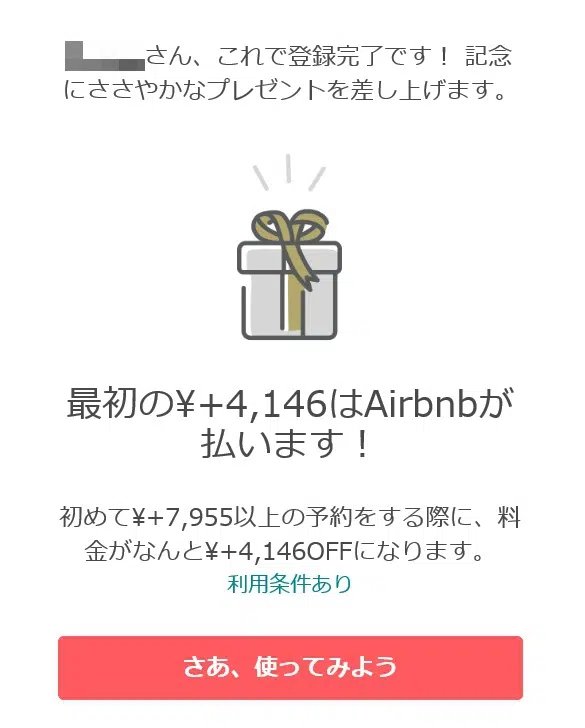 さん、これで登録完了です！ 記念
にささやかなプレゼントを差し上げます。
最初の¥+4,146はAirbnbが
払います！
初めて¥+7,955以上の予約をする際に、料
金がなんと¥+4,146OFFになります。
利用条件あり
さあ、使ってみよう